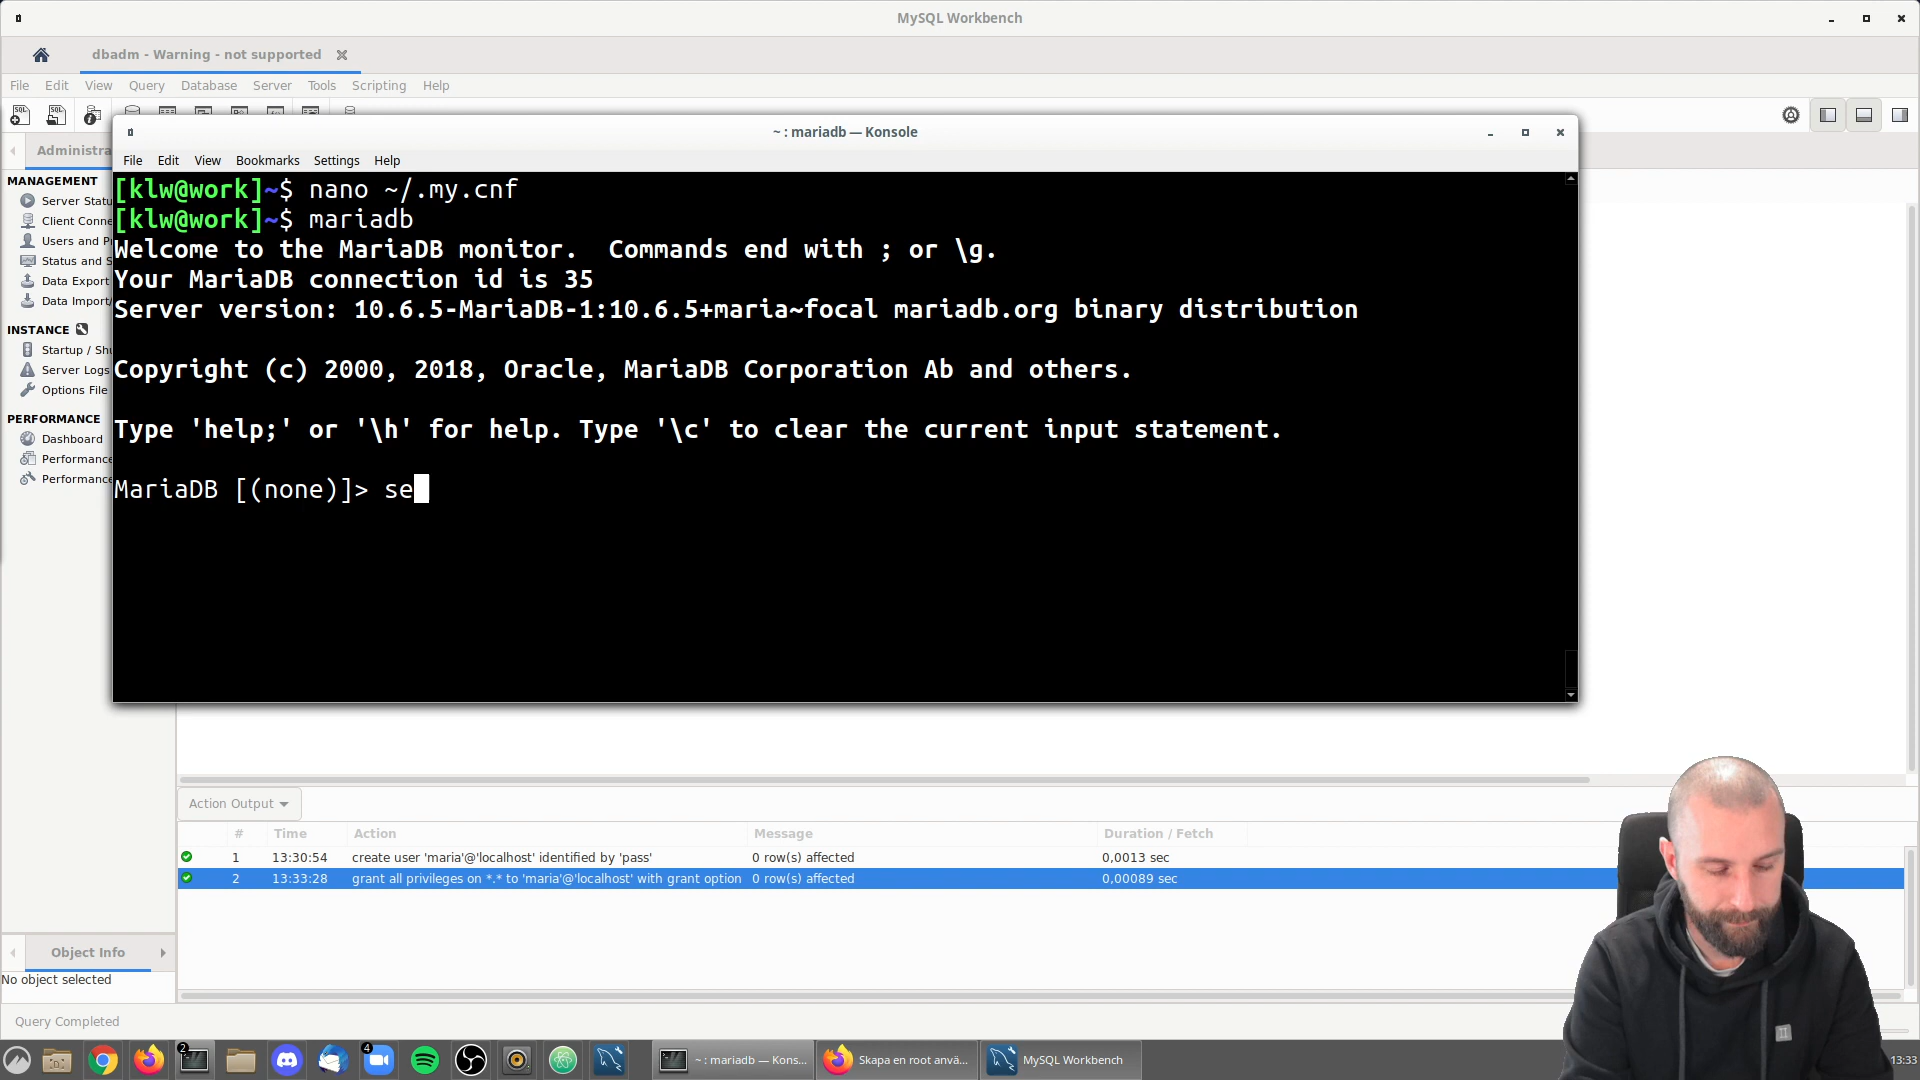 MySQL Workbench
dbadm - Warning - not supported
File Edit View Query Database Server Tools Scripting Help
Administra
~ : mariadb — Konsole
File Edit View Bookmarks Settings Help
MANAGEMENT
Server Statu
Client Conne
Users and P
Status and S
Data Export
Data Import/
INSTANCE
Startup / Shu
Server Logs
Options File
PERFORMANCE
Dashboard
Performance
Performance
[klw@work]~$ nano ~/.my.cnf
[klw@work]~$ mariadb
Welcome to the MariaDB monitor.  Commands end with ; or \g.
Your MariaDB connection id is 35
Server version: 10.6.5-MariaDB-1:10.6.5+maria~focal mariadb.org binary distribution
Copyright (c) 2000, 2018, Oracle, MariaDB Corporation Ab and others.
Type 'help;' or '\h' for help. Type '\c' to clear the current input statement.
MariaDB [(none)]> se
Action Output
# Time Action Message Duration / Fetch
1 13:30:54 create user 'maria'@'localhost' identified by 'pass' 0 row(s) affected 0,0013 sec
2 13:33:28 grant all privileges on *.* to 'maria'@'localhost' with grant option 0 row(s) affected 0,00089 sec
Object Info
No object selected
Query Completed
2
4
~ : mariadb — Kons...
Skapa en root anvä...
MySQL Workbench
13:33